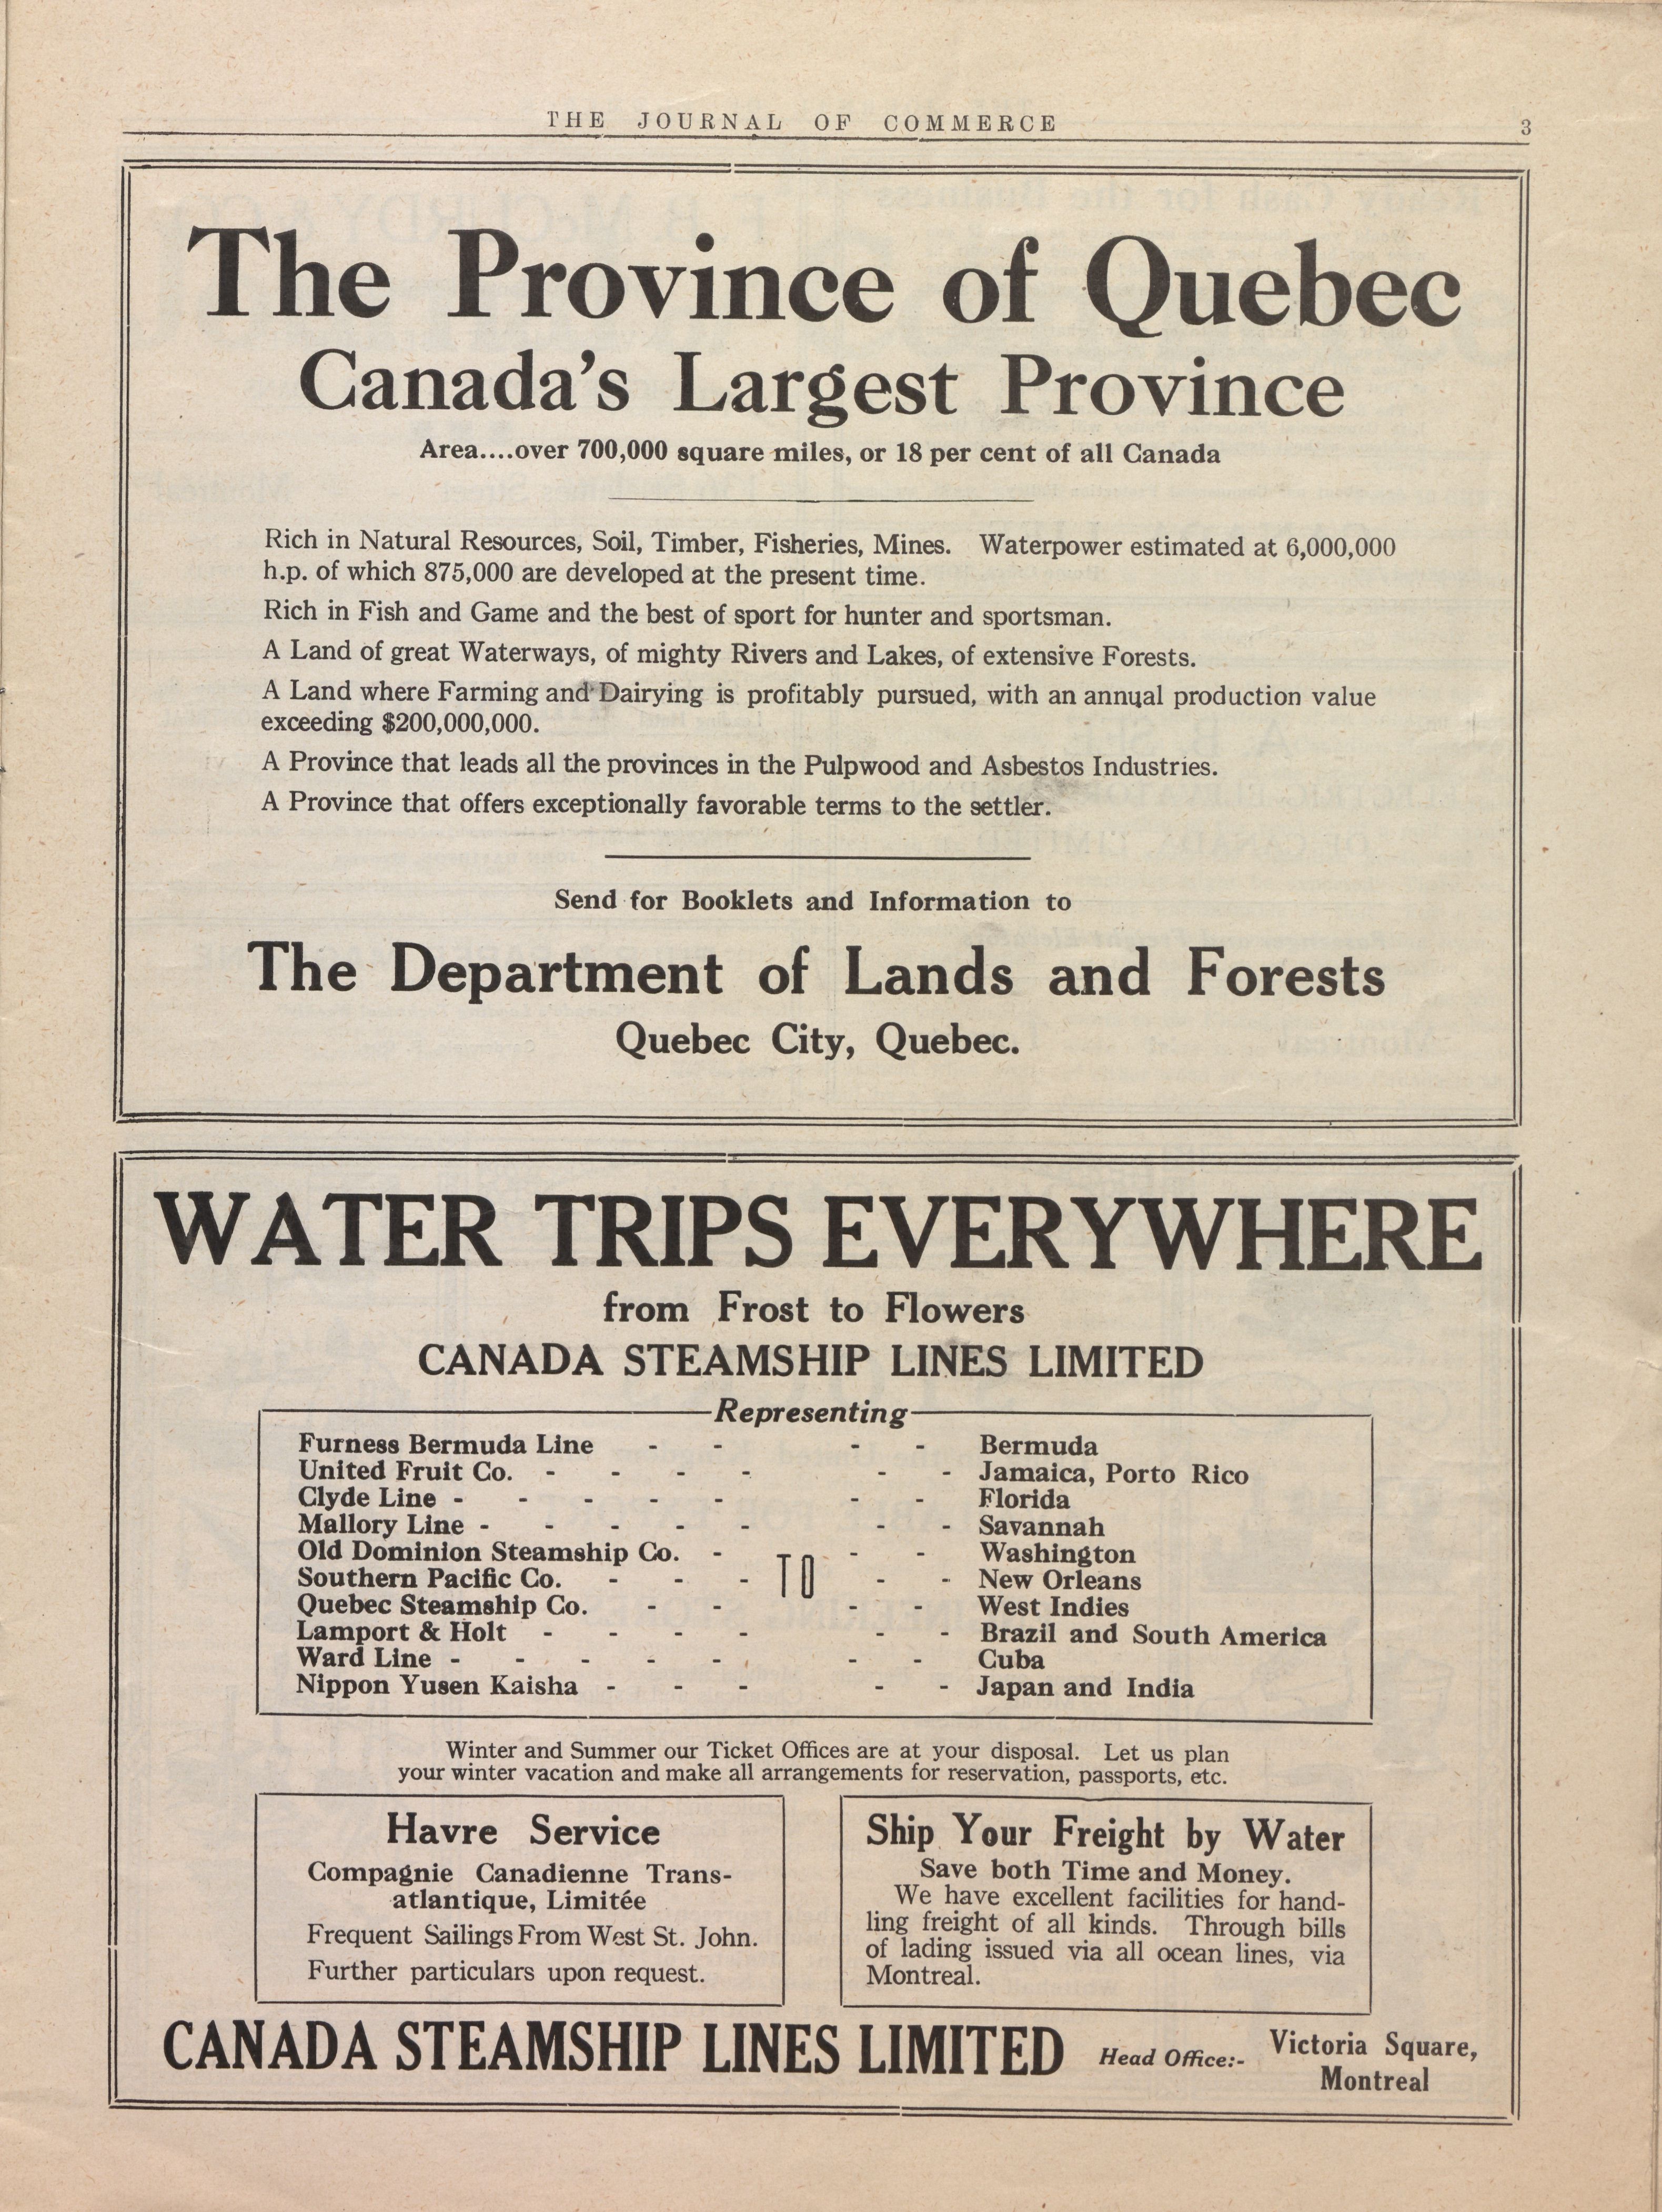 THE JOURNAL OF COMMERCE 3
The Province of Quebec
Canada's Largest Province
Area....over 700,000 square miles, or 18 per cent of all Canada
Rich in Natural Resources, Soil, Timber, Fisheries, Mines. Waterpower estimated at 6,000,000
h.p. of which 875,000 are developed at the present time.
Rich in Fish and Game and the best of sport for hunter and sportsman.
A Land of great Waterways, of mighty Rivers and Lakes, of extensive Forests.
A Land where Farming and Dairying is profitably pursued, with an annual production value
exceeding $200,000,000.
A Province that leads all the provinces in the Pulpwood and Asbestos Industries.
A Province that offers exceptionally favorable terms to the settler.
Send for Booklets and Information to
The Department of Lands and Forests
Quebec City, Quebec.
WATER TRIPS EVERYWHERE
from Frost to Flowers
CANADA STEAMSHIP LINES LIMITED
Representing
Furness Bermuda Line - - - - Bermuda
United Fruit Co. - - - - - - Jamaica, Porto Rico
Clyde Line - - - - - - - Florida
Mallory Line - - - - - - - Savannah
Old Dominion Steamship Co. - - - Washington
Southern Pacific Co. - - - TO - - New Orleans
Quebec Steamship Co. - - - - West Indies
Lamport & Holt - - - - - - Brazil and South America
Ward Line - - - - - - - Cuba
Nippon Yusen Kaisha - - - - - Japan and India
Winter and Summer our Ticket Offices are at your disposal. Let us plan
your winter vacation and make all arrangements for reservation, passports, etc.
Havre Service
Compagnie Canadienne Trans-
atlantique, Limitée
Frequent Sailings From West St. John.
Further particulars upon request.
Ship Your Freight by Water
Save both Time and Money.
We have excellent facilities for hand-
ling freight of all kinds. Through bills
of lading issued via all ocean lines, via
Montreal.
CANADA STEAMSHIP LINES LIMITED Head Office:- Victoria Square,
Montreal